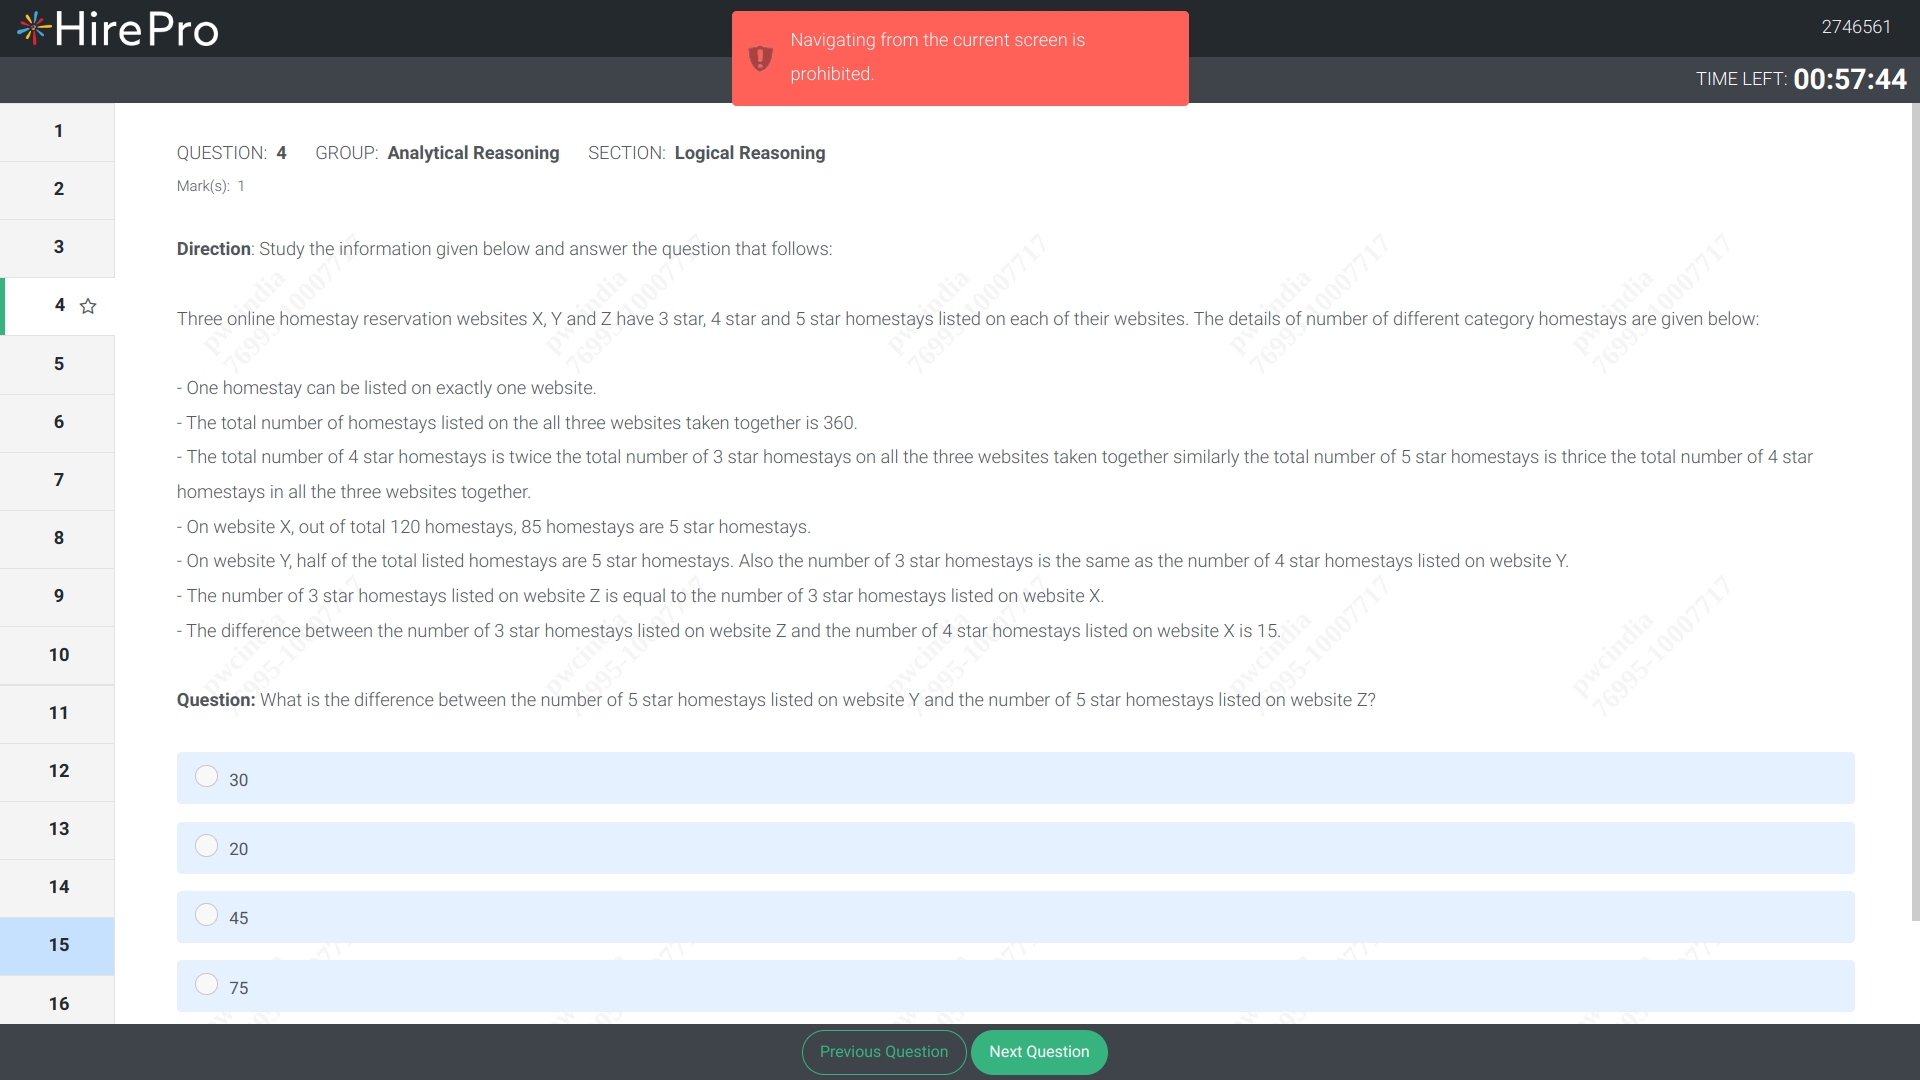 HirePro
Navigating from the current screen is
prohibited.
2746561
TIME LEFT: 00:57:44
1
2
3
4
5
6
7
8
9
10
11
12
13
14
15
16
QUESTION: 4 GROUP: Analytical Reasoning SECTION: Logical Reasoning
Mark(s): 1
Direction: Study the information given below and answer the question that follows:
Three online homestay reservation websites X, Y and Z have 3 star, 4 star and 5 star homestays listed on each of their websites. The details of number of different category homestays are given below:
- One homestay can be listed on exactly one website.
- The total number of homestays listed on the all three websites taken together is 360.
- The total number of 4 star homestays is twice the total number of 3 star homestays on all the three websites taken together similarly the total number of 5 star homestays is thrice the total number of 4 star
homestays in all the three websites together.
- On website X, out of total 120 homestays, 85 homestays are 5 star homestays.
- On website Y, half of the total listed homestays are 5 star homestays. Also the number of 3 star homestays is the same as the number of 4 star homestays listed on website Y.
- The number of 3 star homestays listed on website Z is equal to the number of 3 star homestays listed on website X.
- The difference between the number of 3 star homestays listed on website Z and the number of 4 star homestays listed on website X is 15.
Question: What is the difference between the number of 5 star homestays listed on website Y and the number of 5 star homestays listed on website Z?
30
20
45
75
Previous Question
Next Question
pwcindia
76995-10007717